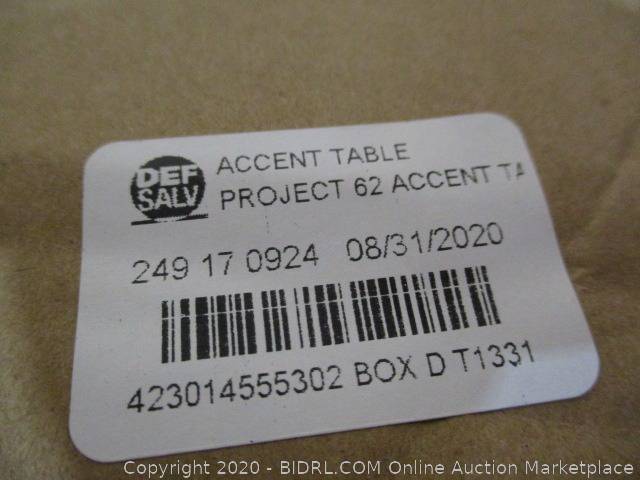 DEF
SALV
ACCENT TABLE
PROJECT 62 ACCENT TA
249 17 0924 08/31/2020
423014555302 BOX D T1331
Copyright 2020 - BIDRL.COM Online Auction Marketplace